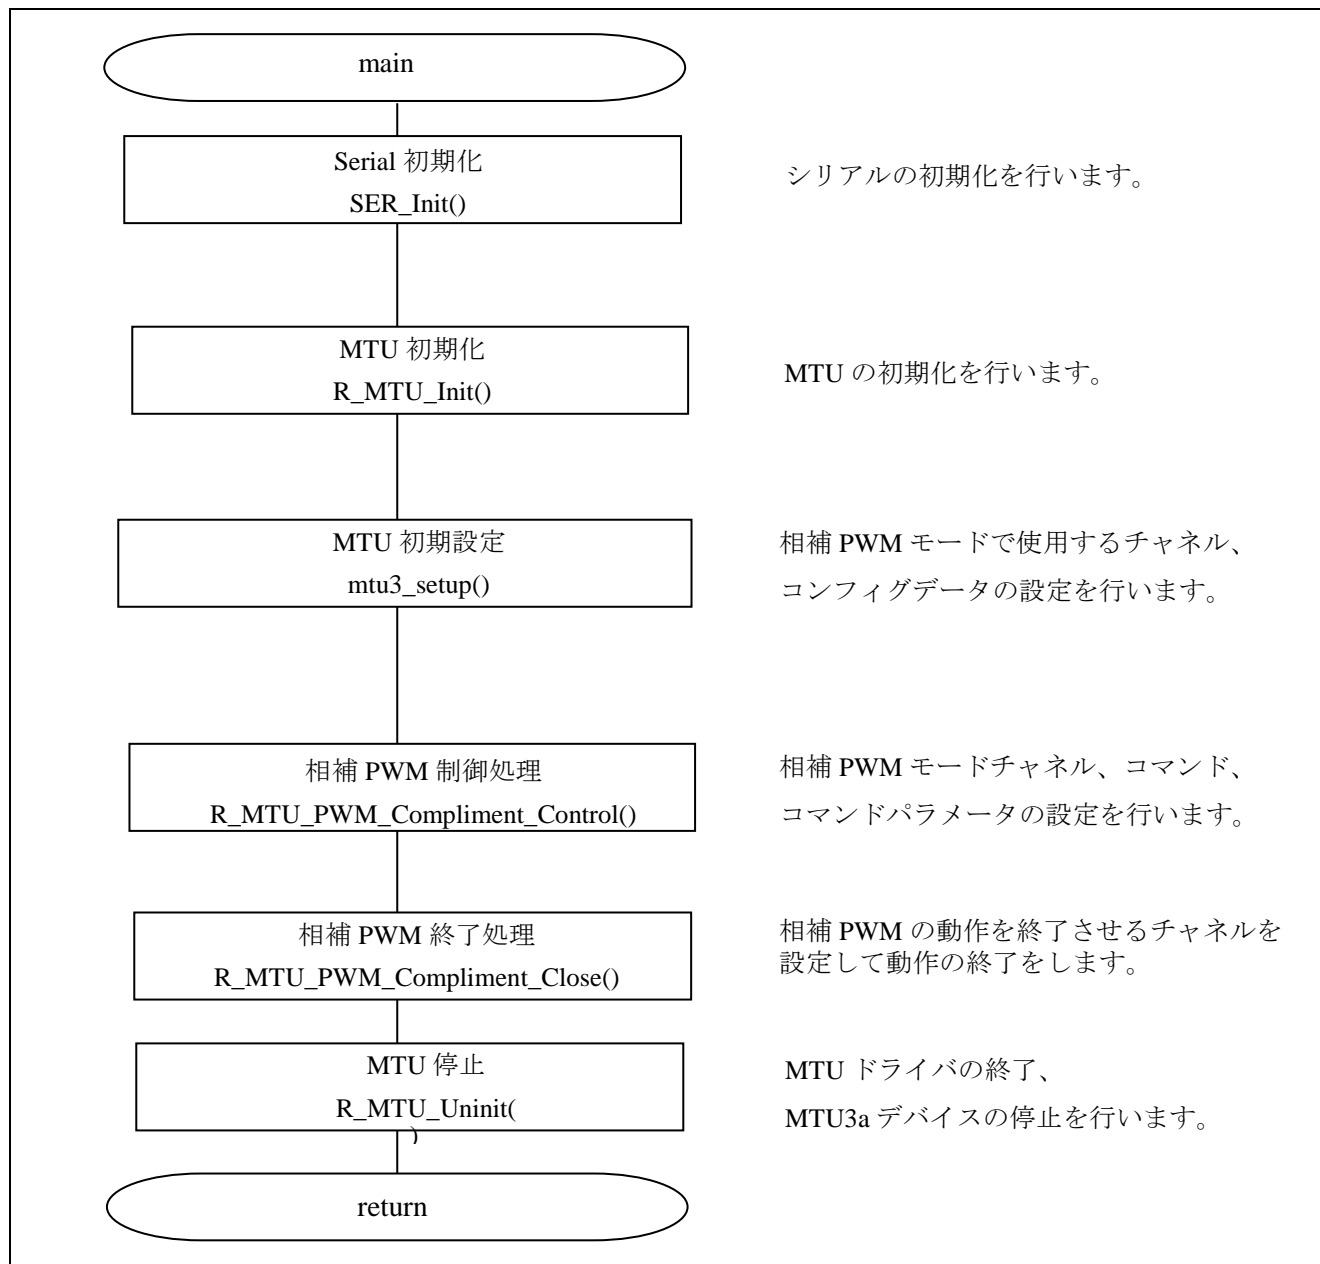 main
Serial 初期化
SER_Init()
シリアルの初期化を行います。
MTU 初期化
R_MTU_Init()
MTU の初期化を行います。
MTU 初期設定
mtu3_setup()
相補 PWM モードで使用するチャネル、
コンフィグデータの設定を行います。
相補 PWM 制御処理
R_MTU_PWM_Compliment_Control()
相補 PWM モードチャネル、コマンド、
コマンドパラメータの設定を行います。
相補 PWM 終了処理
R_MTU_PWM_Compliment_Close()
相補 PWM の動作を終了させるチャネルを
設定して動作の終了をします。
MTU 停止
R_MTU_Uninit(
)
MTU ドライバの終了、
MTU3a デバイスの停止を行います。
return